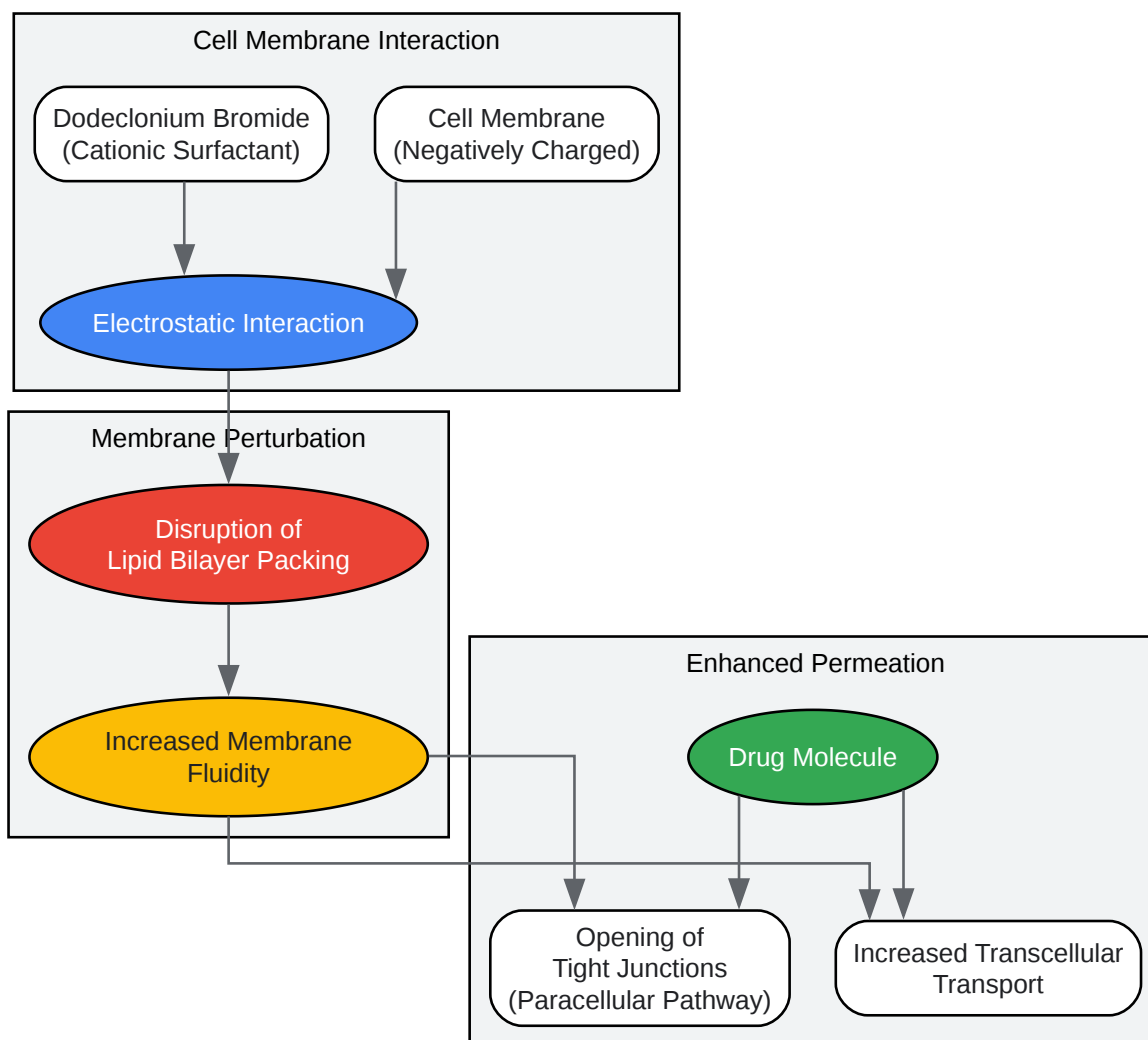 Cell Membrane Interaction
Dodeclonium Bromide
(Cationic Surfactant)
Cell Membrane
(Negatively Charged)
Electrostatic Interaction
Membrane Perturbation
Disruption of
Lipid Bilayer Packing
Increased Membrane
Fluidity
Enhanced Permeation
Drug Molecule
Opening of
Tight Junctions
(Paracellular Pathway)
Increased Transcellular
Transport